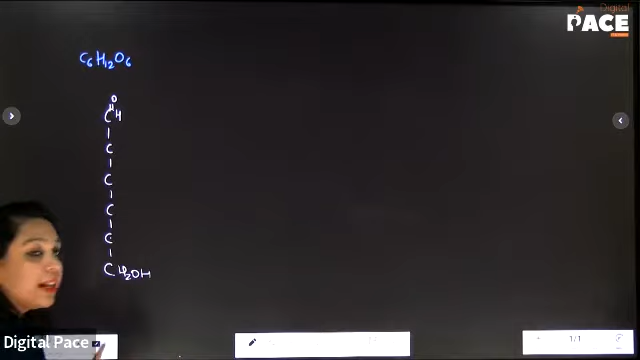 Digital
PACE
C6H12O6
O
||
CH
|
C
|
C
|
C
|
C
|
CH2OH
Digital Pace
1/1